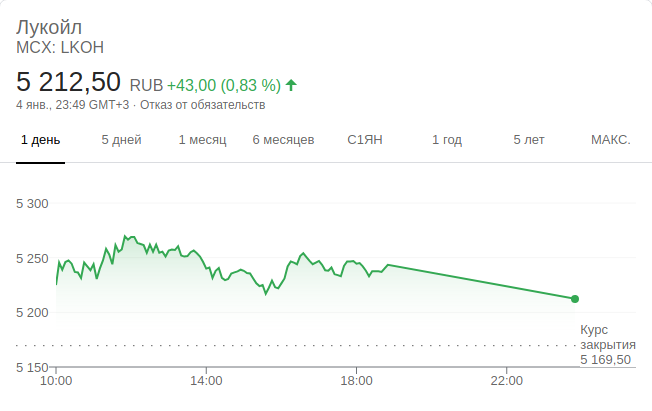 Лукойл
MCX: LKOH
5 212,50 RUB +43,00 (0,83 %)
4 янв., 23:49 GMT+3 · Отказ от обязательств
1 день 5 дней 1 месяц 6 месяцев С1ЯН 1 год 5 лет МАКС.
5 300
5 250
5 200
Курс
закрытия
5 169,50
5 150
10:00 14:00 18:00 22:00